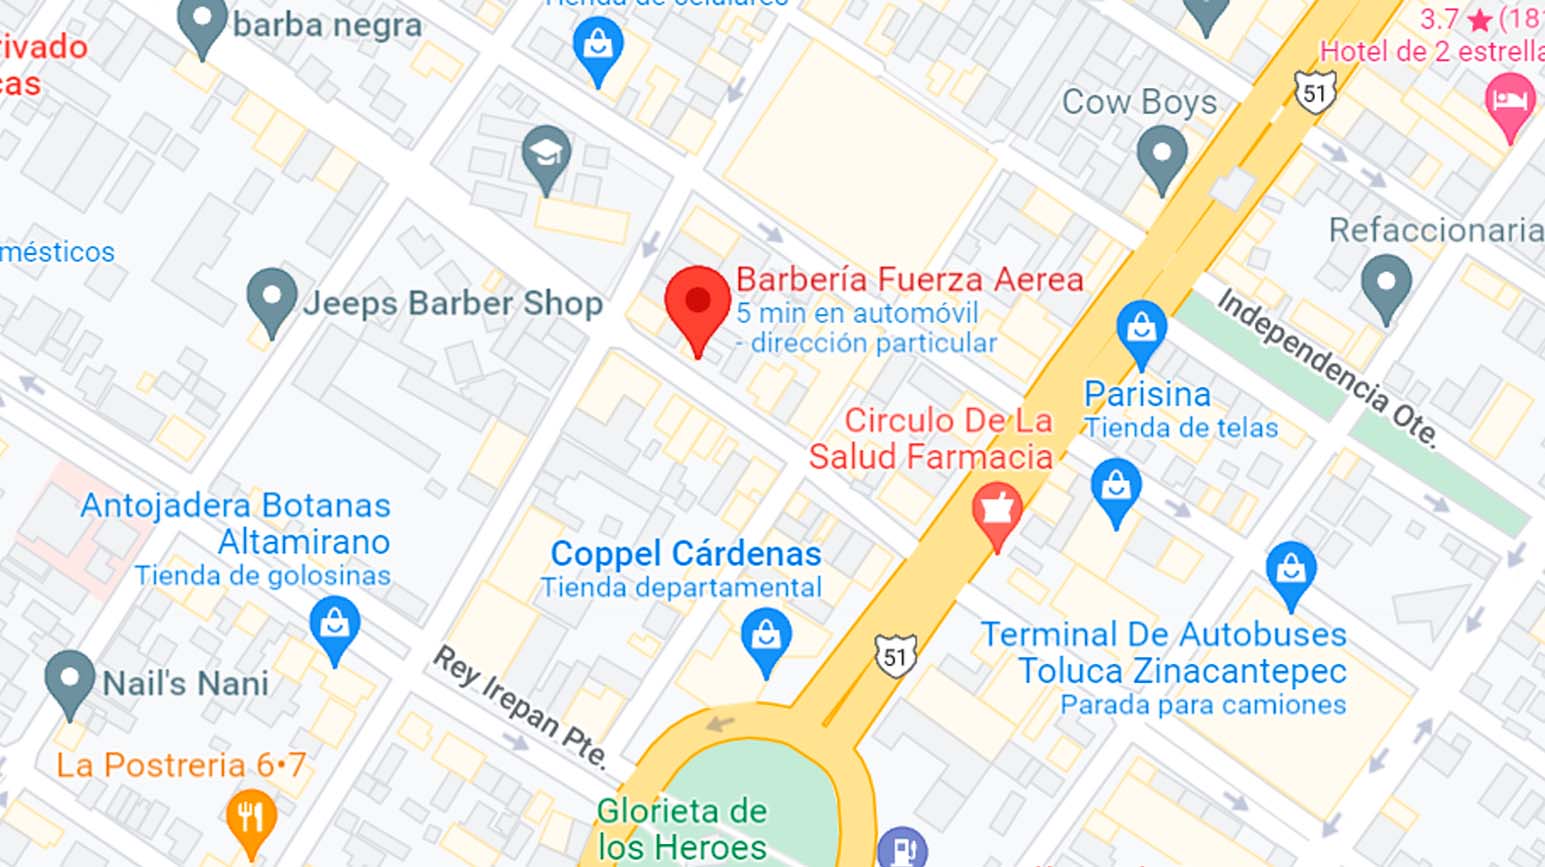 Tienda de celulares
barba negra
rivado
cas
3.7 ★ (18
Hotel de 2 estrella
51
Cow Boys
Refaccionaria
mésticos
Jeeps Barber Shop
Barbería Fuerza Aerea
5 min en automóvil
- dirección particular
Independencia Ote.
Parisina
Tienda de telas
Circulo De La
Salud Farmacia
Antojadera Botanas
Altamirano
Tienda de golosinas
Coppel Cárdenas
Tienda departamental
51
Terminal De Autobuses
Toluca Zinacantepec
Parada para camiones
Nail's Nani
Rey Irepan Pte.
La Postreria 6•7
Glorieta de
los Heroes